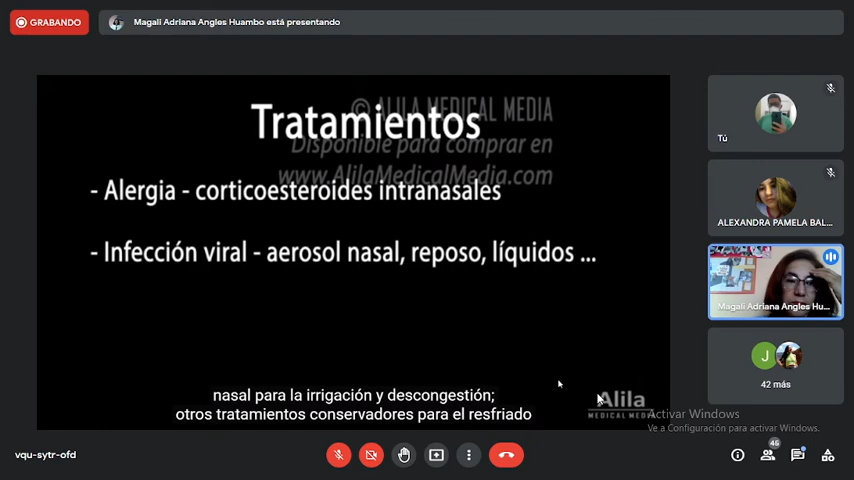 GRABANDO
Magali Adriana Angles Huambo está presentando
© ALILA MEDICAL MEDIA
Tratamientos
Disponible para comprar en
www.AlilaMedicalMedia.com
- Alergia - corticoesteroides intranasales
- Infección viral - aerosol nasal, reposo, líquidos ...
nasal para la irrigación y descongestión;
otros tratamientos conservadores para el resfriado
Alila
MEDICAL MEDIA
Tú
ALEXANDRA PAMELA BAL...
Magali Adriana Angles Hu...
J
42 más
Activar Windows
Ve a Configuración para activar Windows.
vqu-sytr-ofd
46